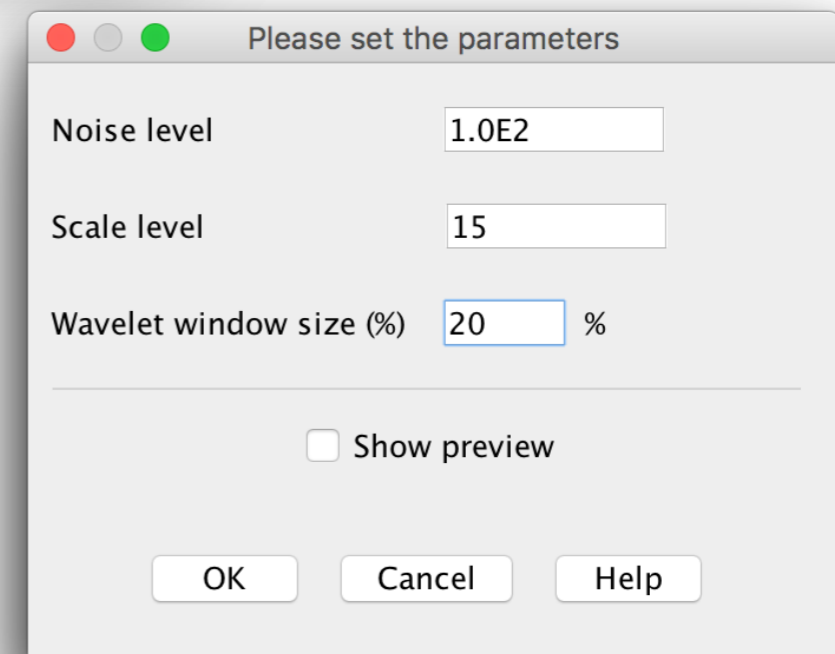 Please set the parameters
Noise level 1.0E2
Scale level 15
Wavelet window size (%) 20 %
Show preview
OK Cancel Help